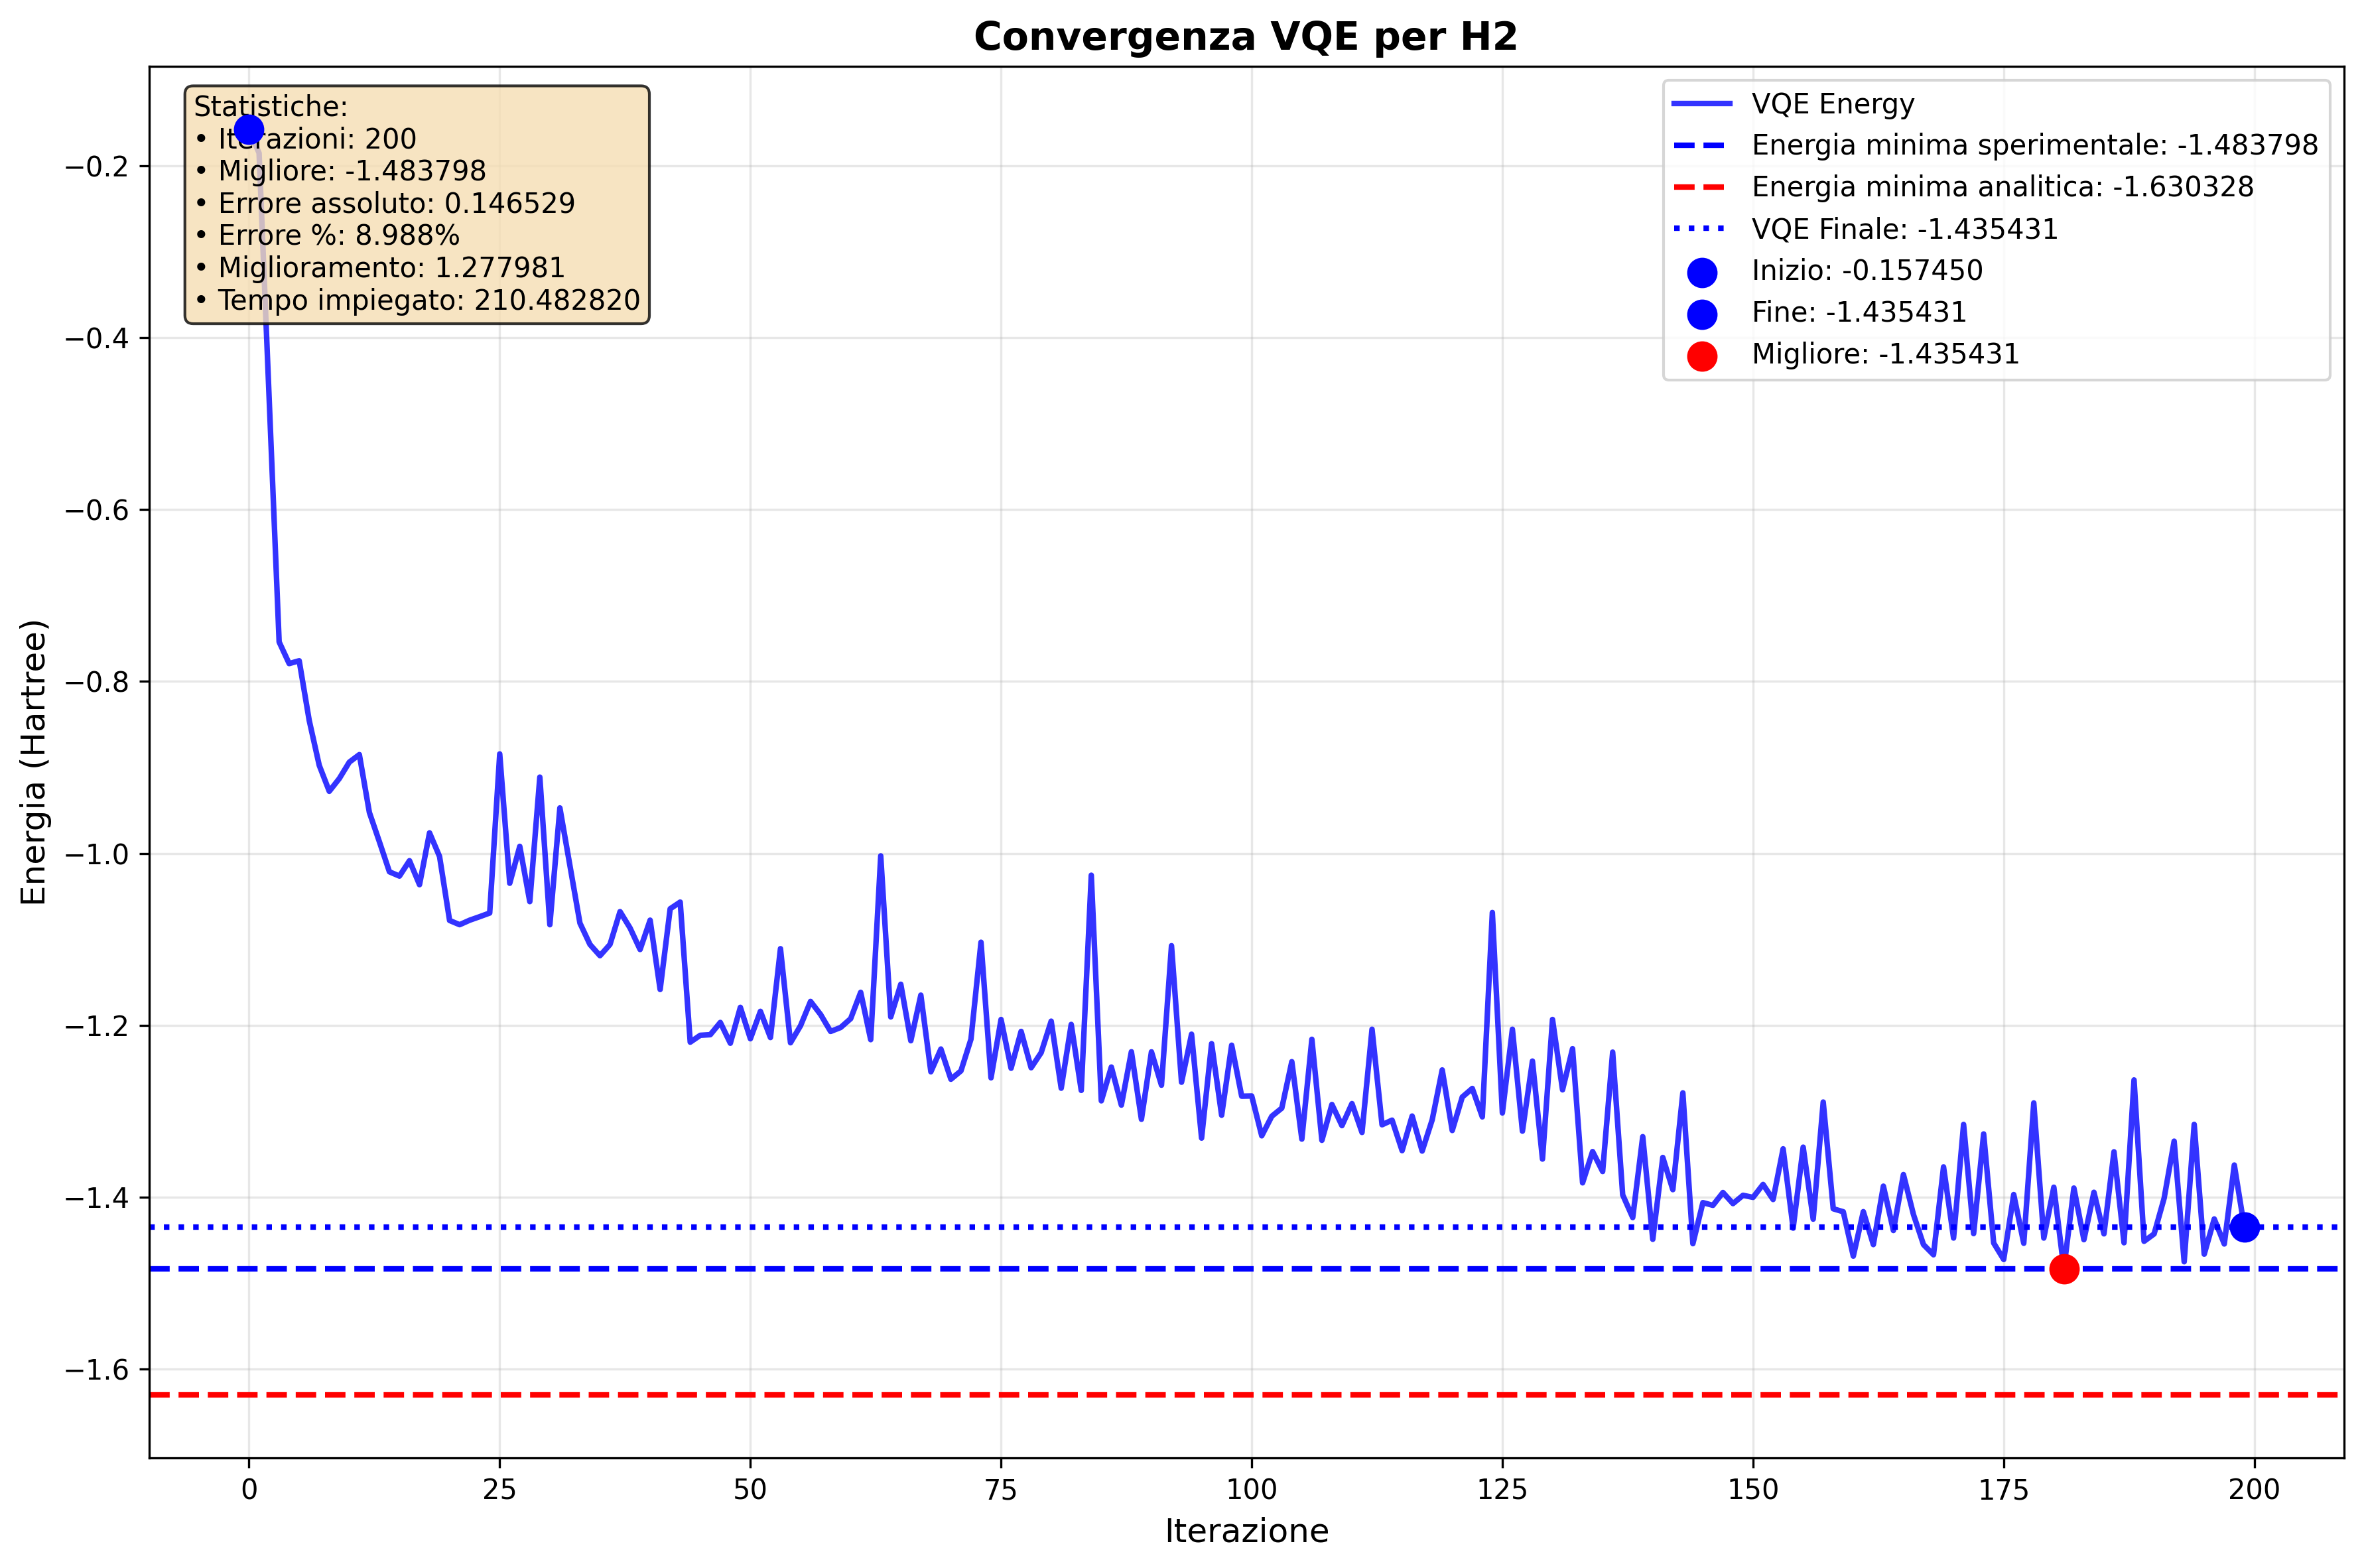 Convergenza VQE per H2
Statistiche:
• Iterazioni: 200
• Migliore: -1.483798
• Errore assoluto: 0.146529
• Errore %: 8.988%
• Miglioramento: 1.277981
• Tempo impiegato: 210.482820
VQE Energy
Energia minima sperimentale: -1.483798
Energia minima analitica: -1.630328
VQE Finale: -1.435431
Inizio: -0.157450
Fine: -1.435431
Migliore: -1.435431
Energia (Hartree)
−0.2
−0.4
−0.6
−0.8
−1.0
−1.2
−1.4
−1.6
0 25 50 75 100 125 150 175 200
Iterazione